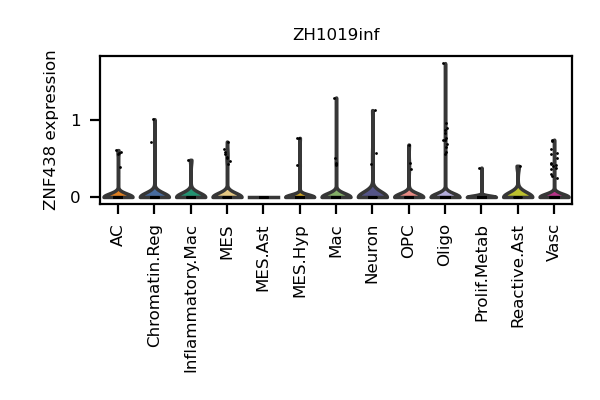 ZH1019inf
ZNF438 expression
1
0
AC
Chromatin.Reg
Inflammatory.Mac
MES
MES.Ast
MES.Hyp
Mac
Neuron
OPC
Oligo
Prolif.Metab
Reactive.Ast
Vasc